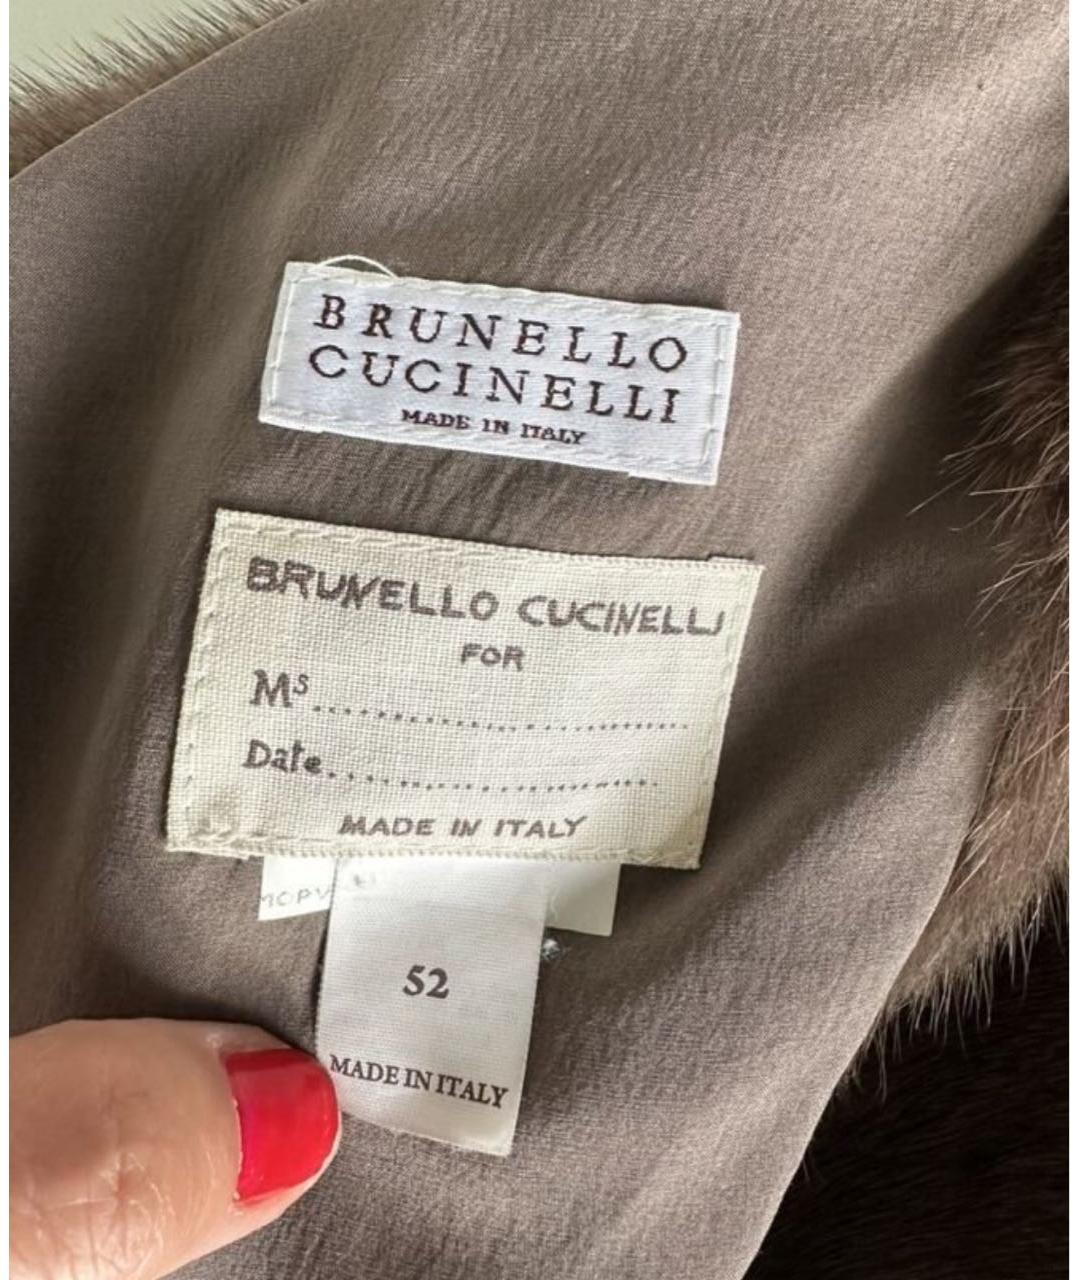 BRUNELLO
CUCINELLI
MADE IN ITALY
BRUNELLO CUCINELLI
FOR
Ms..............................
Date..............................
MADE IN ITALY
52
MADE IN ITALY